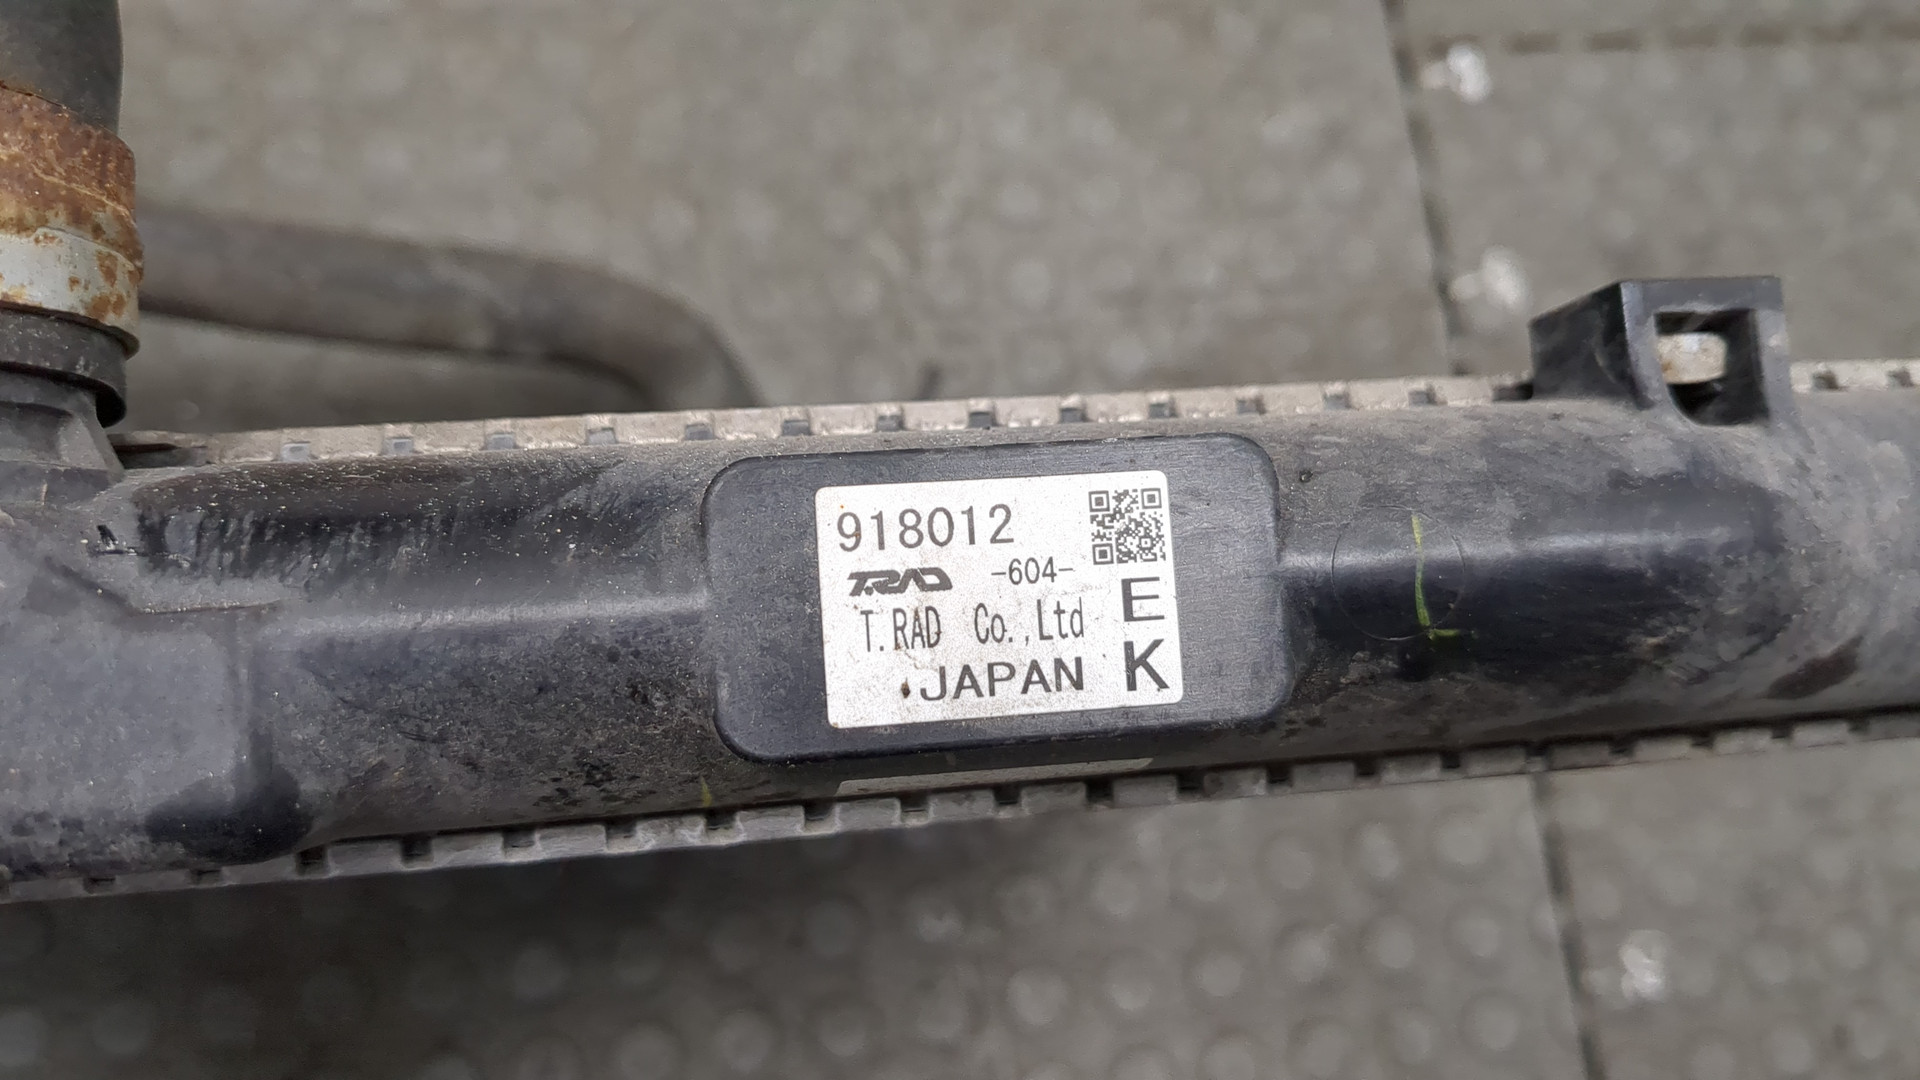 918012
T.RAD -604-
T.RAD Co.,Ltd
JAPAN
E
K